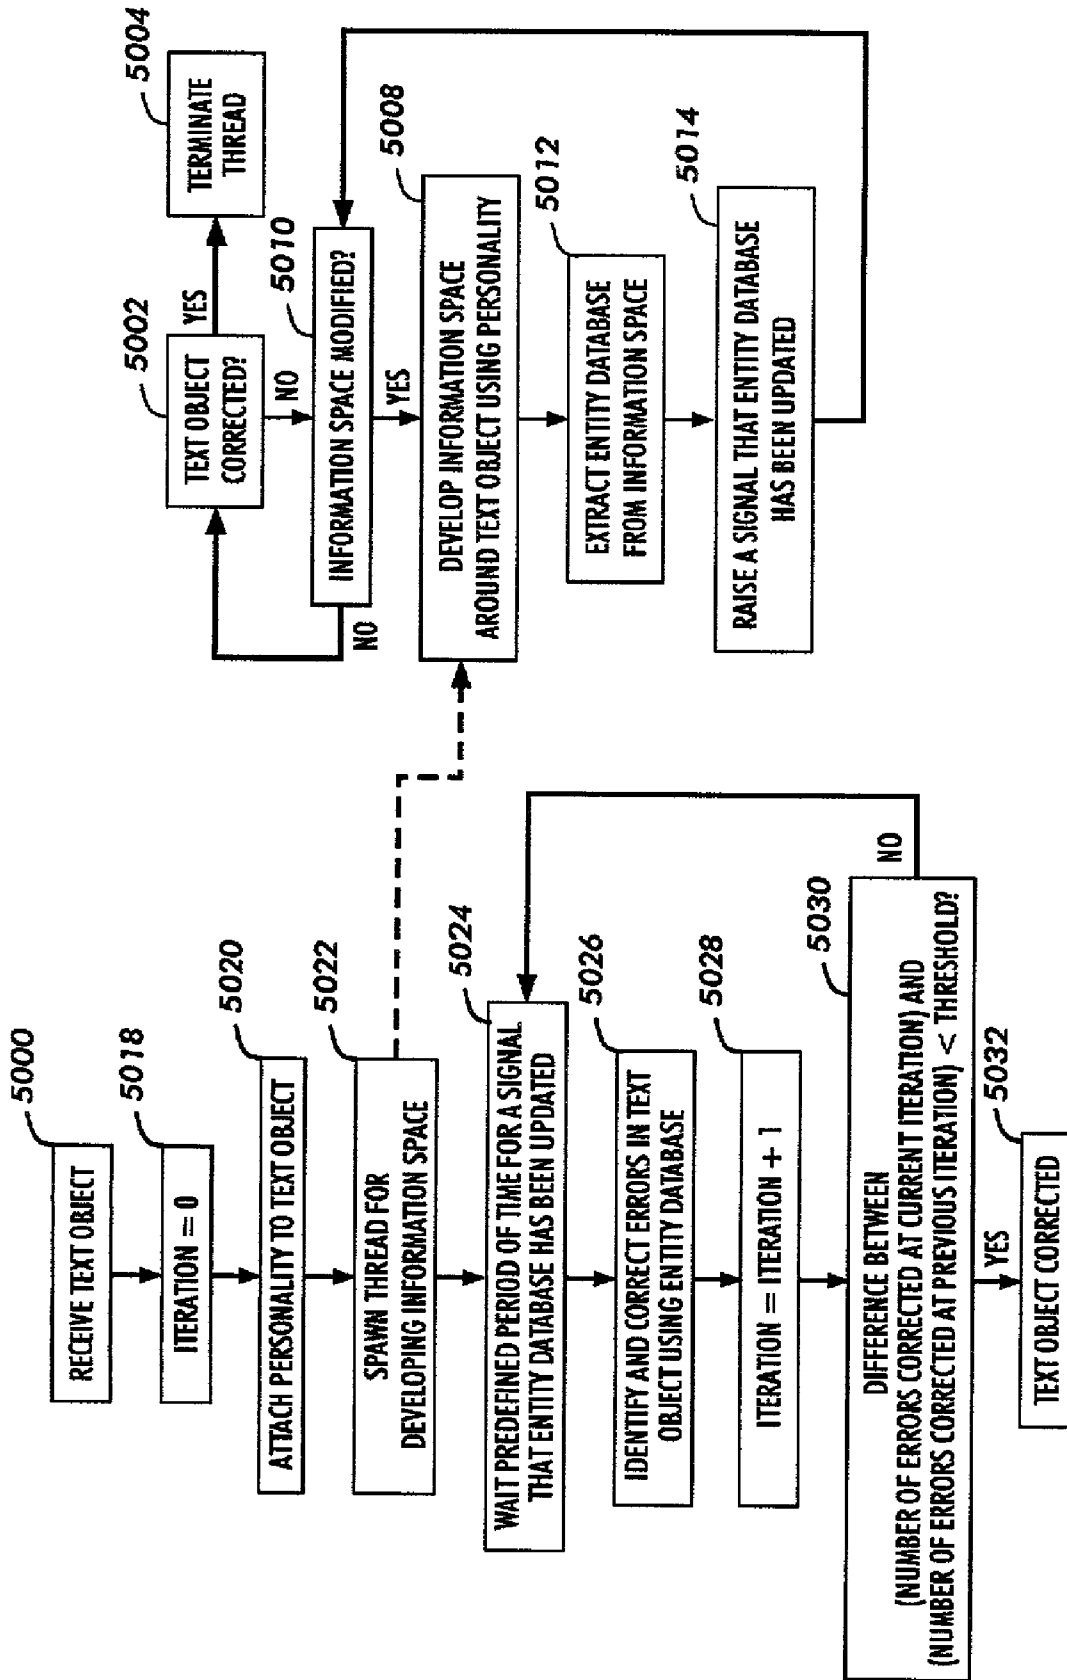 5000
RECEIVE TEXT OBJECT
5018
ITERATION = 0
5020
ATTACH PERSONALITY TO TEXT OBJECT
5022
SPAWN THREAD FOR
DEVELOPING INFORMATION SPACE
5024
WAIT PREDEFINED PERIOD OF TIME FOR A SIGNAL
THAT ENTITY DATABASE HAS BEEN UPDATED
5026
IDENTIFY AND CORRECT ERRORS IN TEXT
OBJECT USING ENTITY DATABASE
5028
ITERATION = ITERATION + 1
5030
DIFFERENCE BETWEEN
(NUMBER OF ERRORS CORRECTED AT CURRENT ITERATION) AND
(NUMBER OF ERRORS CORRECTED AT PREVIOUS ITERATION) < THRESHOLD?
NO
YES
5032
TEXT OBJECT CORRECTED
5002
TEXT OBJECT
CORRECTED?
YES
5004
TERMINATE
THREAD
NO
5010
INFORMATION SPACE MODIFIED?
NO
YES
5008
DEVELOP INFORMATION SPACE
AROUND TEXT OBJECT USING PERSONALITY
5012
EXTRACT ENTITY DATABASE
FROM INFORMATION SPACE
5014
RAISE A SIGNAL THAT ENTITY DATABASE
HAS BEEN UPDATED